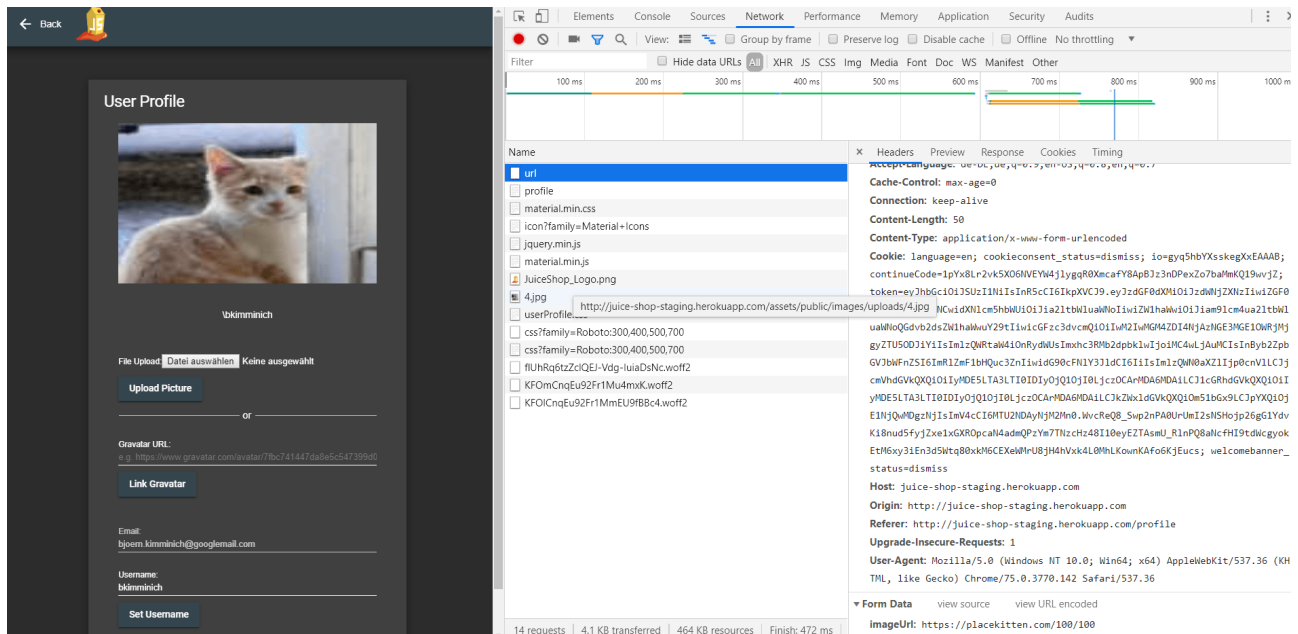 Back
User Profile
\bkimminich
File Upload: Datei auswählen Keine ausgewählt
Upload Picture
or
Gravatar URL:
e.g. https://www.gravatar.com/avatar/7fbc741447da8e5c547399d0
Link Gravatar
Email:
bjoern.kimminich@googlemail.com
Username:
bkimminich
Set Username
Elements Console Sources Network Performance Memory Application Security Audits
View: Group by frame Preserve log Disable cache Offline No throttling
Filter Hide data URLs All XHR JS CSS Img Media Font Doc WS Manifest Other
100 ms 200 ms 300 ms 400 ms 500 ms 600 ms 700 ms 800 ms 900 ms 1000 m
Name
url
profile
material.min.css
icon?family=Material+Icons
jquery.min.js
material.min.js
JuiceShop_Logo.png
4.jpg
http://juice-shop-staging.herokuapp.com/assets/public/images/uploads/4.jpg
css?family=Roboto:300,400,500,700
css?family=Roboto:300,400,500,700
KFOmCnqEu92Fr1Mu4mxK.woff2
KFOlCnqEu92Fr1MmEU9fBBc4.woff2
14 requests 4.1 KB transferred 464 KB resources Finish: 472 ms
Headers Preview Response Cookies Timing
Cache-Control: max-age=0
Connection: keep-alive
Content-Length: 50
Content-Type: application/x-www-form-urlencoded
Cookie: language=en; cookieconsent_status=dismiss;
status=dismiss
Host: juice-shop-staging.herokuapp.com
Origin: http://juice-shop-staging.herokuapp.com
Referer: http://juice-shop-staging.herokuapp.com/profile
Upgrade-Insecure-Requests: 1
User-Agent: Mozilla/5.0 (Windows NT 10.0; Win64; x64) AppleWebKit/537.36 (KH
TML, like Gecko) Chrome/75.0.3770.142 Safari/537.36
Form Data view source view URL encoded
imageUrl: https://placekitten.com/100/100